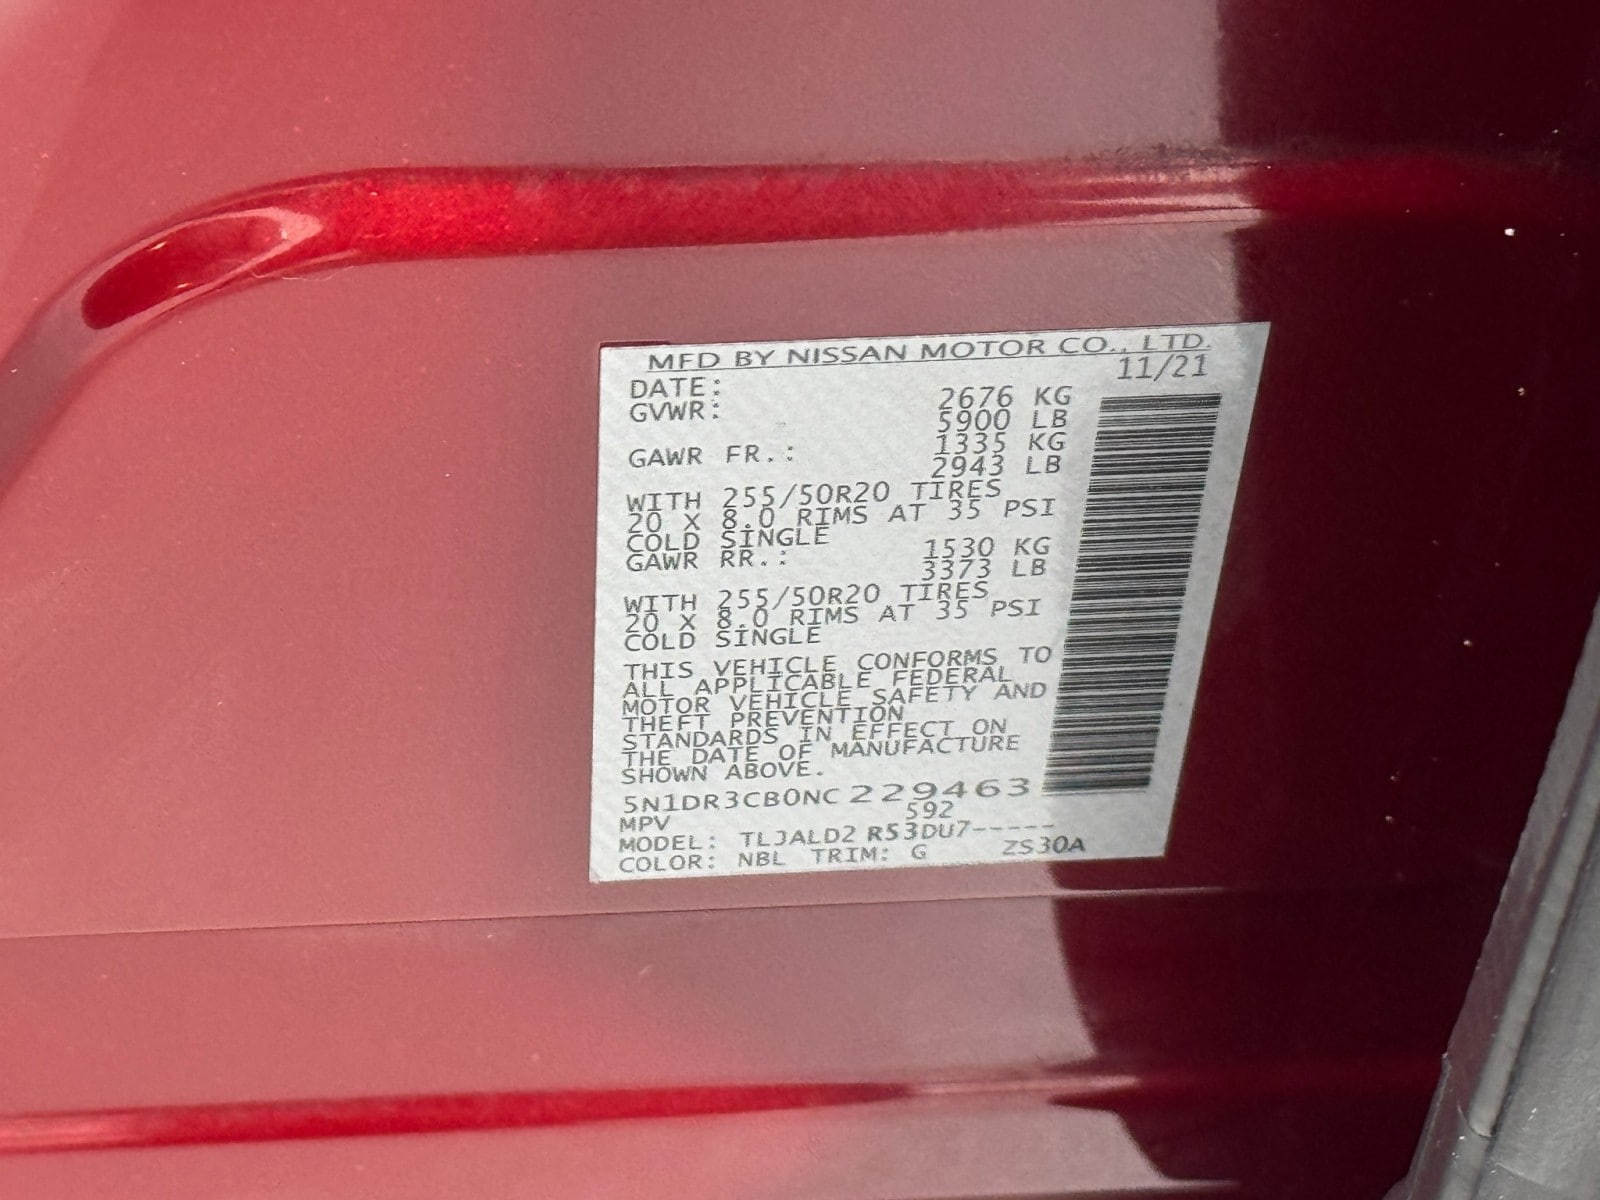 MFD BY NISSAN MOTOR CO., LTD.
DATE: 11/21
GVWR: 2676 KG
5900 LB
GAWR FR.: 1335 KG
2943 LB
WITH 255/50R20 TIRES
20 X 8.0 RIMS AT 35 PSI
COLD SINGLE
GAWR RR.: 1530 KG
3373 LB
WITH 255/50R20 TIRES
20 X 8.0 RIMS AT 35 PSI
COLD SINGLE
THIS VEHICLE CONFORMS TO
ALL APPLICABLE FEDERAL
MOTOR VEHICLE SAFETY AND
THEFT PREVENTION
STANDARDS IN EFFECT ON
THE DATE OF MANUFACTURE
SHOWN ABOVE.
5N1DR3CB0NC229463
MPV 592
MODEL: TLJALD2 R53DU7-----
COLOR: NBL TRIM: G ZS30A